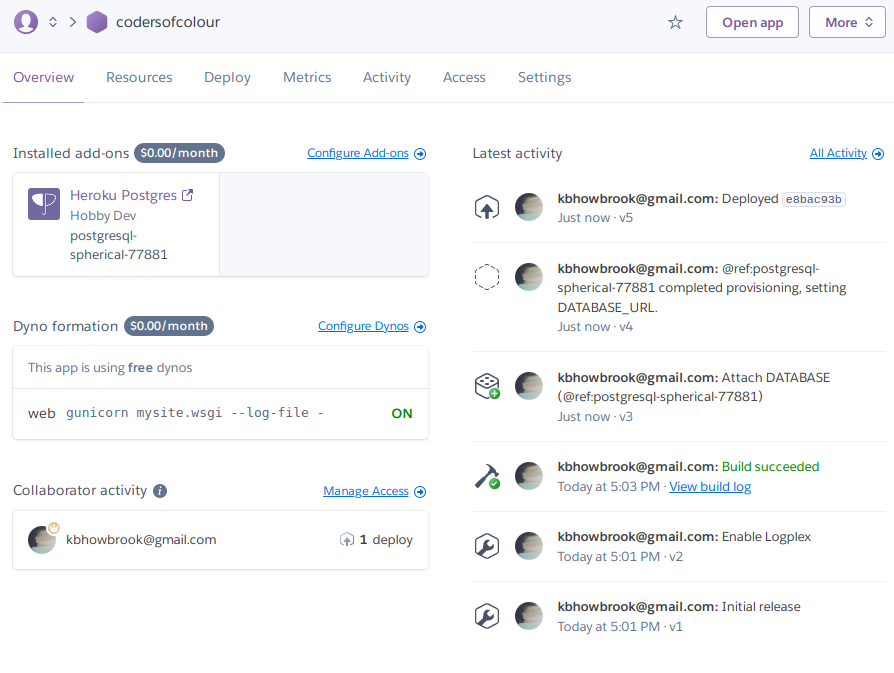 codersofcolour
Open app
More
Overview
Resources
Deploy
Metrics
Activity
Access
Settings
Installed add-ons $0.00/month
Configure Add-ons
Heroku Postgres
Hobby Dev
postgresql-
spherical-77881
Dyno formation $0.00/month
Configure Dynos
This app is using free dynos
web gunicorn mysite.wsgi --log-file -
ON
Collaborator activity
Manage Access
kbhowbrook@gmail.com
1 deploy
Latest activity
All Activity
kbhowbrook@gmail.com: Deployed e8bac93b
Just now · v5
kbhowbrook@gmail.com: @ref:postgresql-
spherical-77881 completed provisioning, setting
DATABASE_URL.
Just now · v4
kbhowbrook@gmail.com: Attach DATABASE
(@ref:postgresql-spherical-77881)
Just now · v3
kbhowbrook@gmail.com: Build succeeded
Today at 5:03 PM · View build log
kbhowbrook@gmail.com: Enable Logplex
Today at 5:01 PM · v2
kbhowbrook@gmail.com: Initial release
Today at 5:01 PM · v1